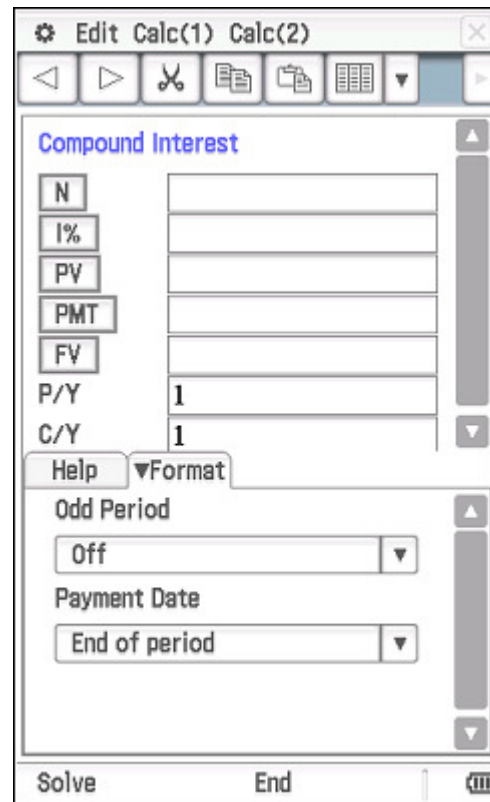 Edit Calc(1) Calc(2)
Compound Interest
N
I%
PV
PMT
FV
P/Y 1
C/Y 1
Help ▼Format
Odd Period
Off
Payment Date
End of period
Solve End